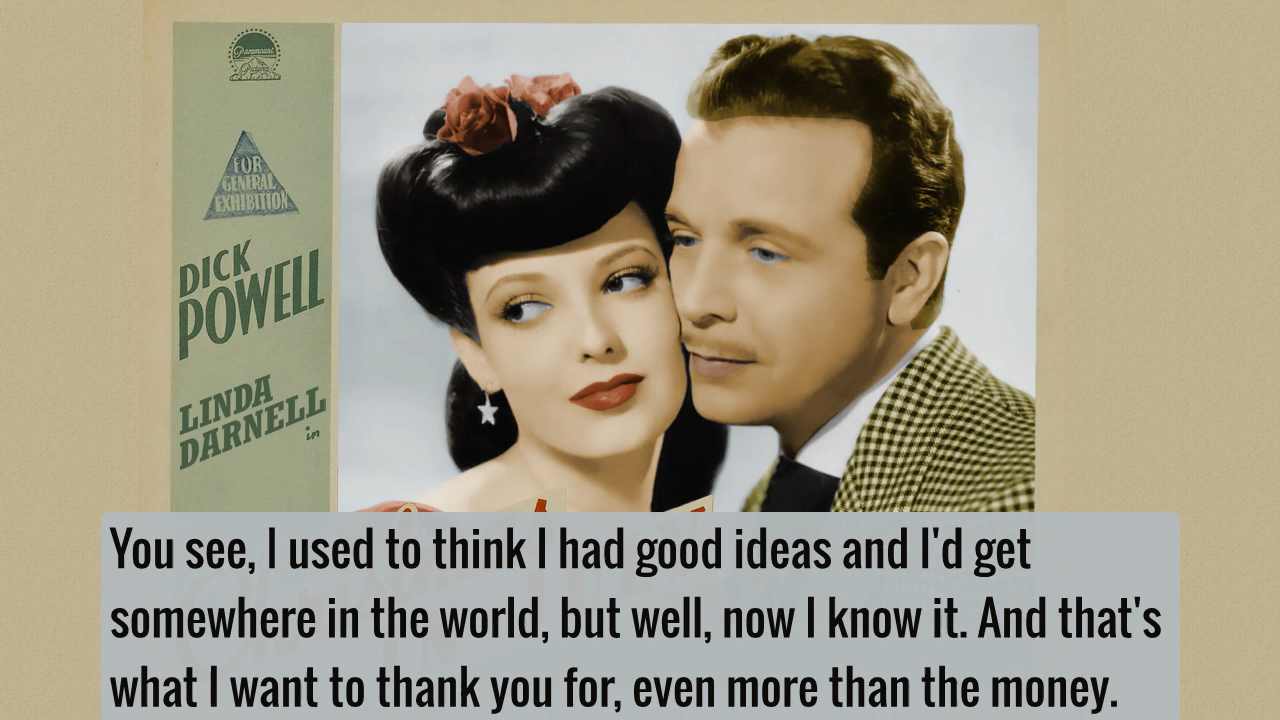 Paramount
Pictures
FOR
GENERAL
EXHIBITION
DICK
POWELL
LINDA
DARNELL
in
You see, I used to think I had good ideas and I'd get
somewhere in the world, but well, now I know it. And that's
what I want to thank you for, even more than the money.